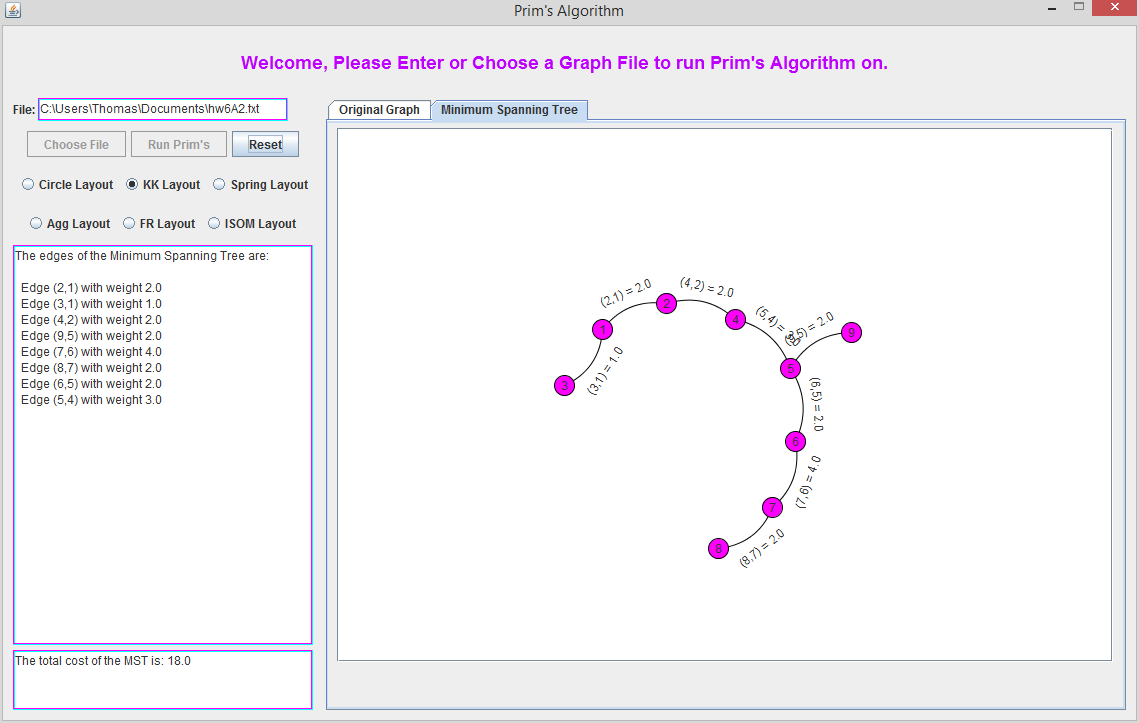 Prim's Algorithm
Welcome, Please Enter or Choose a Graph File to run Prim's Algorithm on.
File: C:\Users\Thomas\Documents\hw6A2.txt
Choose File Run Prim's Reset
Circle Layout KK Layout Spring Layout
Agg Layout FR Layout ISOM Layout
The edges of the Minimum Spanning Tree are:
Edge (2,1) with weight 2.0
Edge (3,1) with weight 1.0
Edge (4,2) with weight 2.0
Edge (9,5) with weight 2.0
Edge (7,6) with weight 4.0
Edge (8,7) with weight 2.0
Edge (6,5) with weight 2.0
Edge (5,4) with weight 3.0
The total cost of the MST is: 18.0
Original Graph Minimum Spanning Tree
(2,1) = 2.0
(4,2) = 2.0
2
4
(5,4) = 3.0
(9,5) = 2.0
1
9
(3,1) = 1.0
5
3
(6,5) = 2.0
6
(7,6) = 4.0
7
(8,7) = 2.0
8